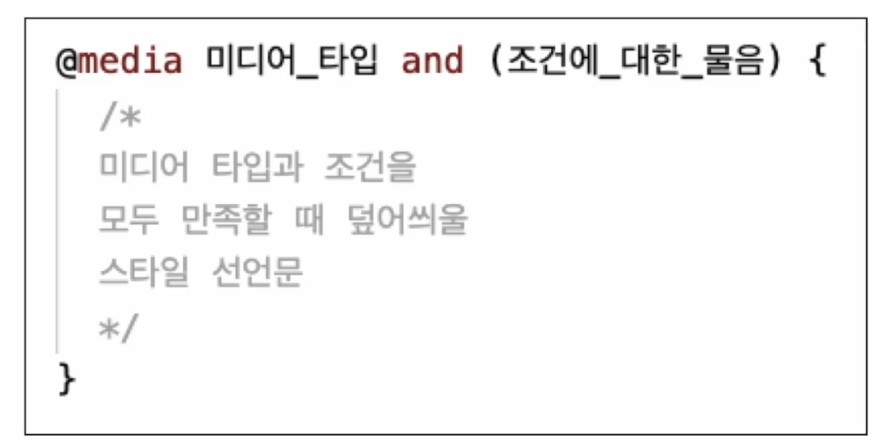 @media 미디어_타입 and (조건에_대한_물음) {
/*
미디어 타입과 조건을
모두 만족할 때 덮어씌울
스타일 선언문
*/
}